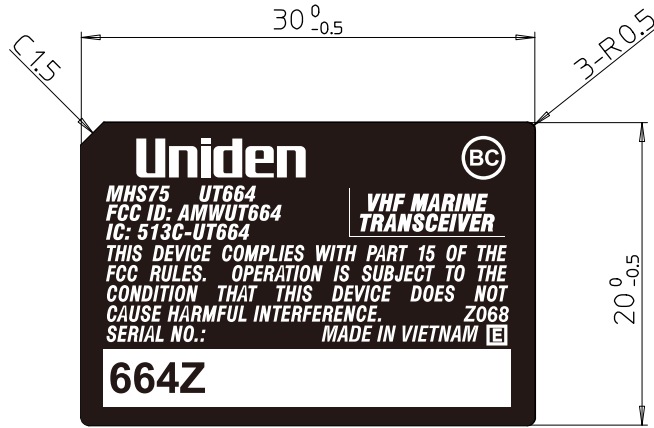 30 0 -0.5
C1.5
3-R0.5
Uniden
BC
MHS75 UT664
FCC ID: AMWUT664
IC: 513C-UT664
VHF MARINE
TRANSCEIVER
THIS DEVICE COMPLIES WITH PART 15 OF THE
FCC RULES. OPERATION IS SUBJECT TO THE
CONDITION THAT THIS DEVICE DOES NOT
CAUSE HARMFUL INTERFERENCE. Z068
SERIAL NO.: MADE IN VIETNAM E
664Z
20 0 -0.5